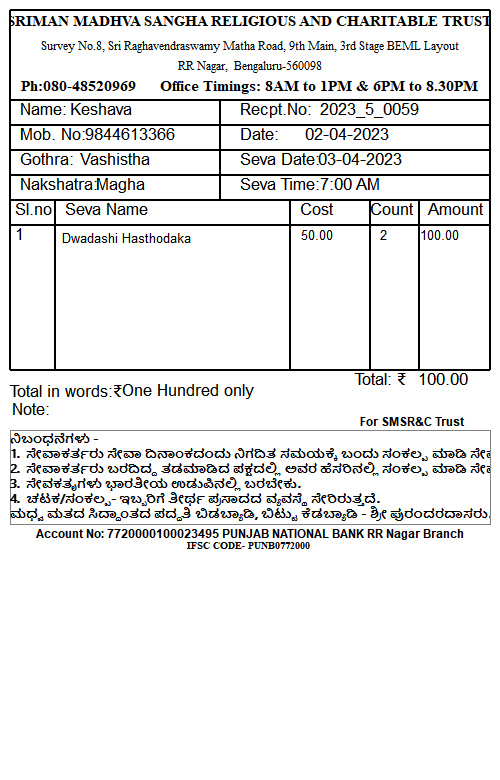 SRIMAN MADHVA SANGHA RELIGIOUS AND CHARITABLE TRUST
Survey No.8, Sri Raghavendraswamy Matha Road, 9th Main, 3rd Stage BEML Layout
RR Nagar, Bengaluru-560098
Ph:080-48520969 Office Timings: 8AM to 1PM & 6PM to 8.30PM
Name: Keshava Recpt.No: 2023_5_0059
Mob. No:9844613366 Date: 02-04-2023
Gothra: Vashistha Seva Date:03-04-2023
Nakshatra:Magha Seva Time:7:00 AM
Sl.no Seva Name Cost Count Amount
1 Dwadashi Hasthodaka 50.00 2 100.00
Total: ₹ 100.00
Total in words:₹One Hundred only
Note:
For SMSR&C Trust
ನಿಬಂಧನೆಗಳು -
1. ಸೇವಾಕರ್ತರು ಸೇವಾ ದಿನಾಂಕದಂದು ನಿಗದಿತ ಸಮಯಕ್ಕೆ ಬಂದು ಸಂಕಲ್ಪ ಮಾಡಿ ಸೇವ
2. ಸೇವಾಕರ್ತರು ಬರದಿದ್ದ ತಡಮಾಡಿದ ಪಕ್ಷದಲ್ಲಿ ಅವರ ಹೆಸರಿನಲ್ಲಿ ಸಂಕಲ್ಪ ಮಾಡಿ ಸೇವ
3. ಸೇವಕತೃಗಳು ಭಾರತೀಯ ಉಡುಪಿನಲ್ಲಿ ಬರಬೇಕು.
4. ಚಟಕ/ಸಂಕಲ್ಪ- ಇಬ್ಬರಿಗೆ ತೀರ್ಥ ಪ್ರಸಾದದ ವ್ಯವಸ್ಥೆ ಸೇರಿರುತ್ತದೆ.
ಮಧ್ವ ಮತದ ಸಿದ್ಧಾಂತದ ಪದ್ಧತಿ ಬಿಡಬ್ಯಾಡಿ, ಬಿಟ್ಟು ಕೆಡಬ್ಯಾಡಿ - ಶ್ರೀ ಪುರಂದರದಾಸರು.
Account No: 7720000100023495 PUNJAB NATIONAL BANK RR Nagar Branch
IFSC CODE- PUNB0772000